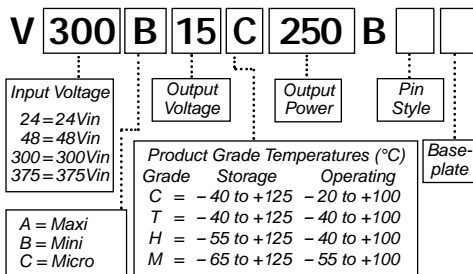 V 300 B 15 C 250 B
Input Voltage
24 = 24Vin
48 = 48Vin
300 = 300Vin
375 = 375Vin
Output
Voltage
Output
Power
Pin
Style
Base-
plate
Product Grade Temperatures (°C)
Grade Storage Operating
C = – 40 to +125 – 20 to +100
T = – 40 to +125 – 40 to +100
H = – 55 to +125 – 40 to +100
M = – 65 to +125 – 55 to +100
A = Maxi
B = Mini
C = Micro